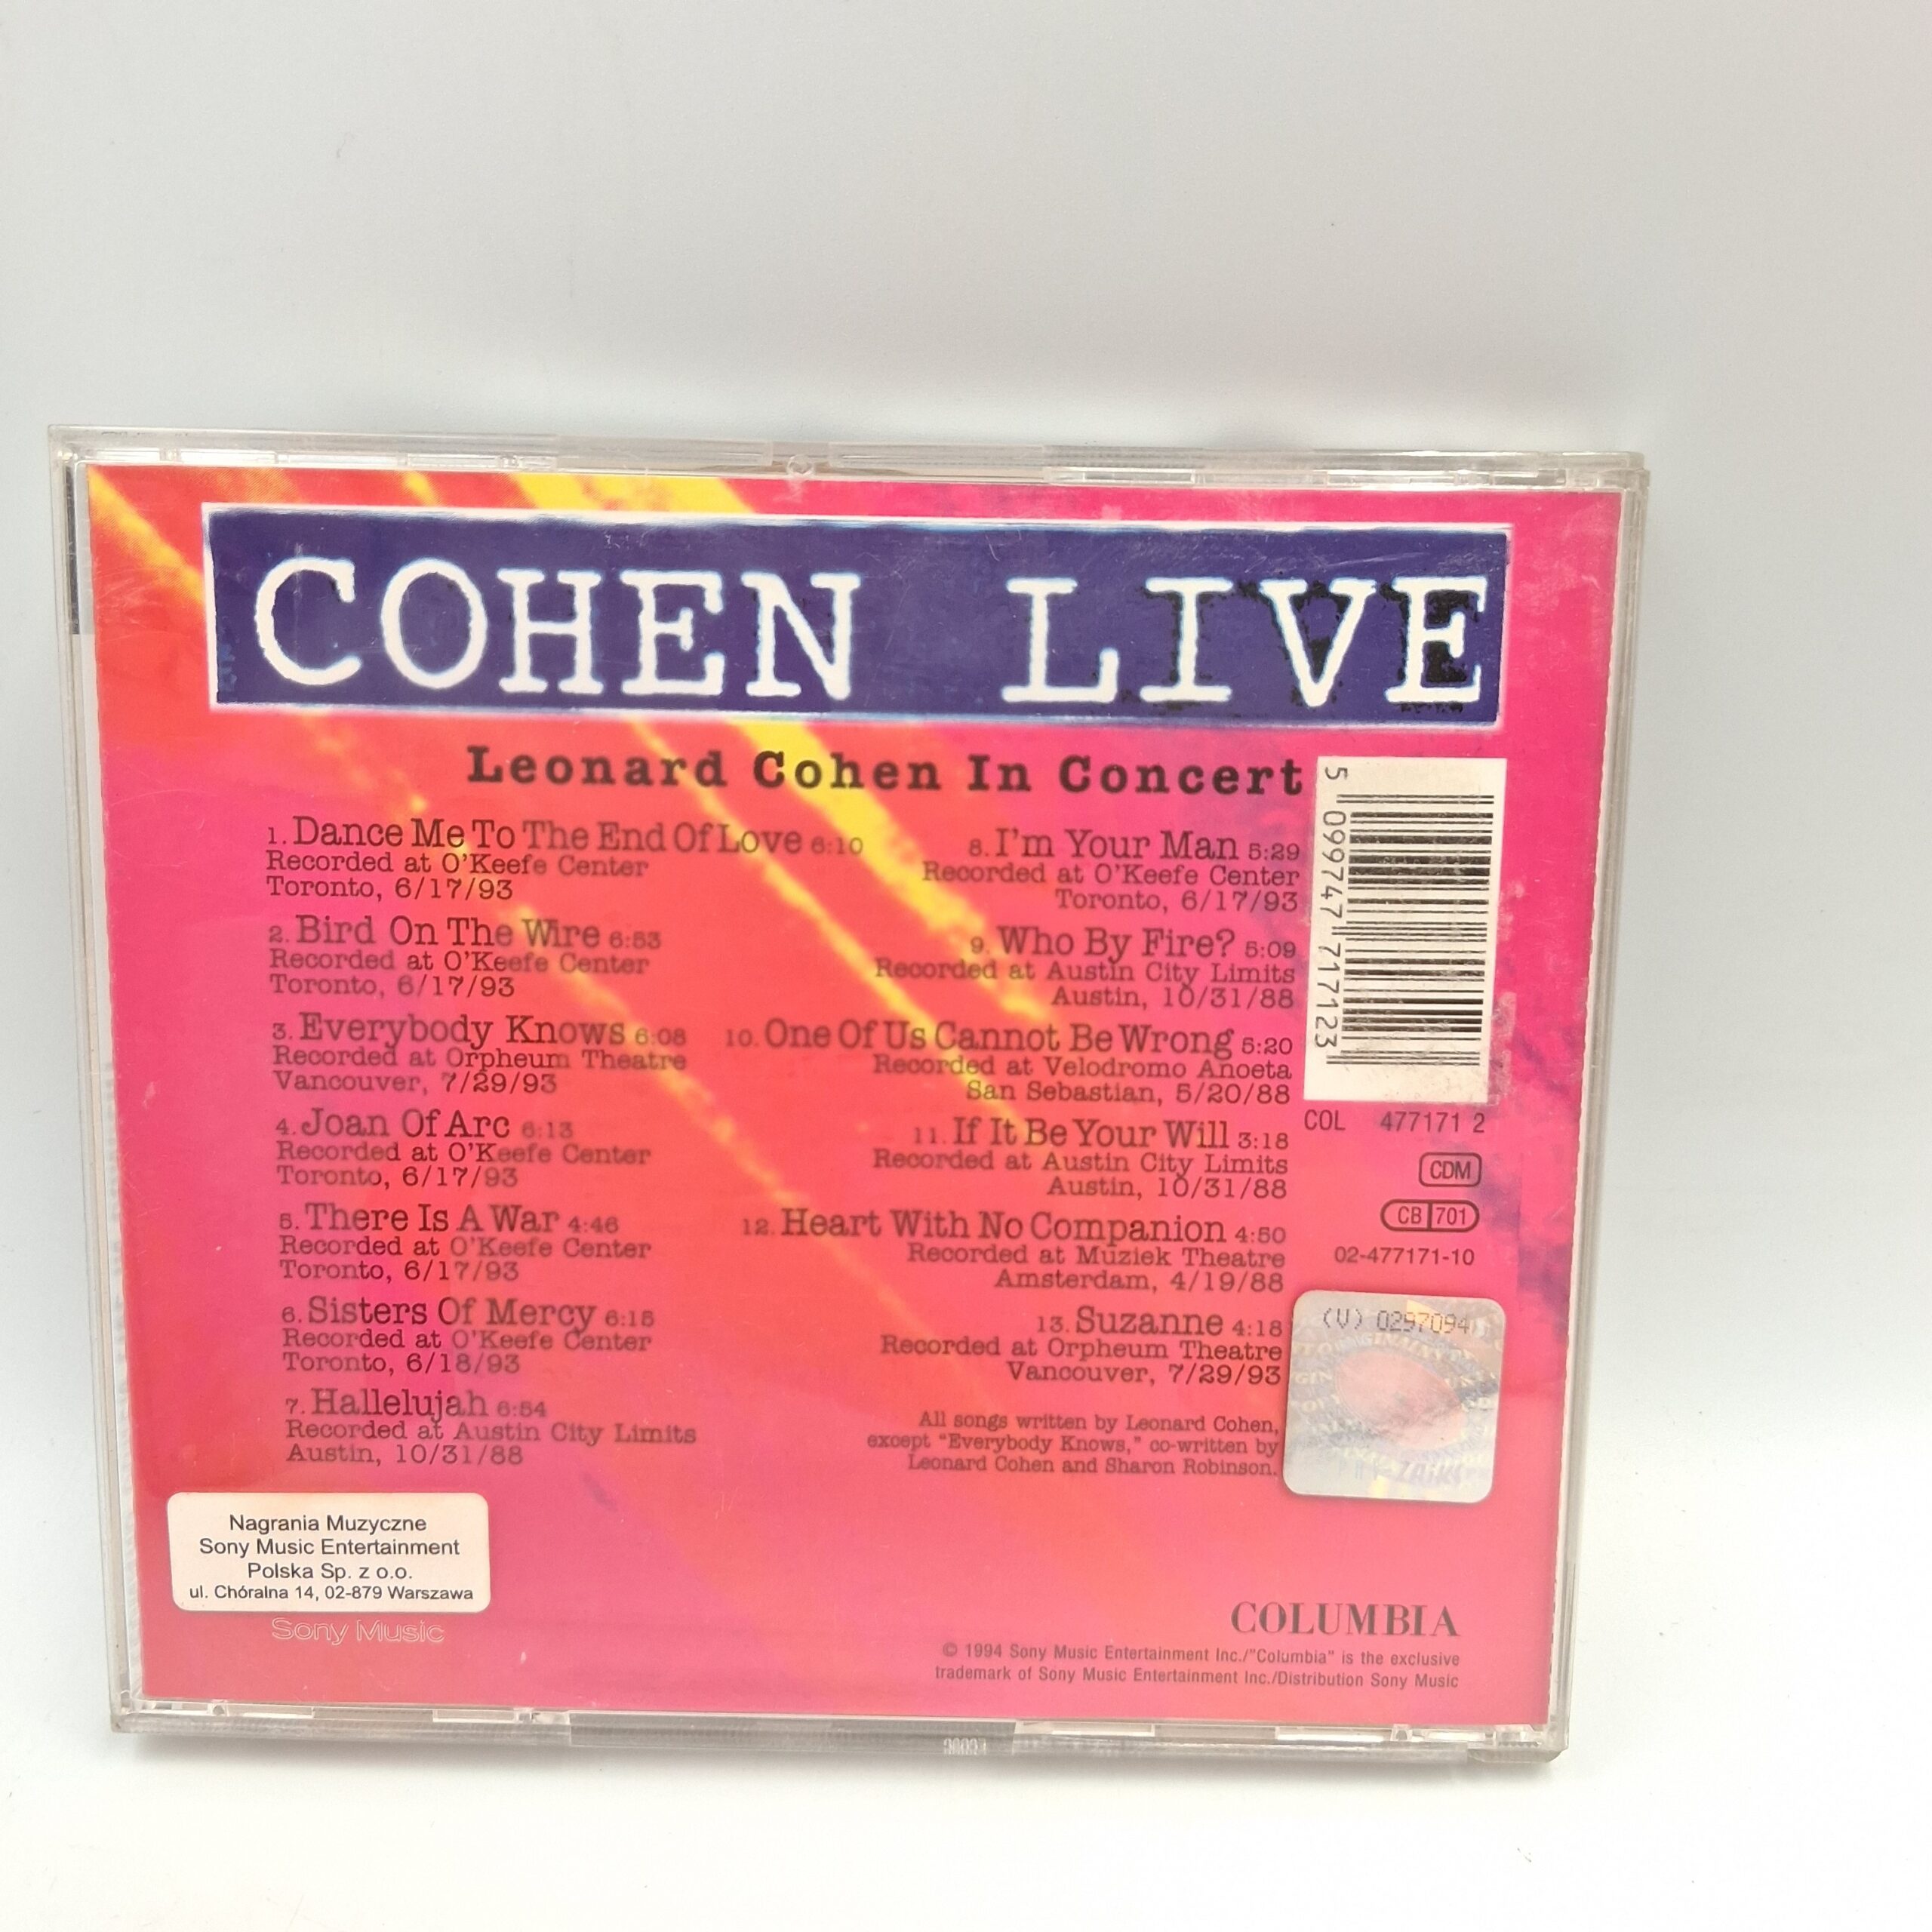 COHEN LIVE
Leonard Cohen In Concert
1. Dance Me To The End Of Love 6:10
Recorded at O'Keefe Center
Toronto, 6/17/93
2. Bird On The Wire 6:53
Recorded at O'Keefe Center
Toronto, 6/17/93
3. Everybody Knows 6:08
Recorded at Orpheum Theatre
Vancouver, 7/29/93
4. Joan Of Arc 6:13
Recorded at O'Keefe Center
Toronto, 6/17/93
5. There Is A War 4:46
Recorded at O'Keefe Center
Toronto, 6/17/93
6. Sisters Of Mercy 6:15
Recorded at O'Keefe Center
Toronto, 6/18/93
7. Hallelujah 6:54
Recorded at Austin City Limits
Austin, 10/31/88
8. I'm Your Man 5:29
Recorded at O'Keefe Center
Toronto, 6/17/93
9. Who By Fire? 5:09
Recorded at Austin City Limits
Austin, 10/31/88
10. One Of Us Cannot Be Wrong 5:20
Recorded at Velodromo Anoeta
San Sebastian, 5/20/88
11. If It Be Your Will 3:18
Recorded at Austin City Limits
Austin, 10/31/88
12. Heart With No Companion 4:50
Recorded at Muziek Theatre
Amsterdam, 4/19/88
13. Suzanne 4:18
Recorded at Orpheum Theatre
Vancouver, 7/29/93
All songs written by Leonard Cohen,
except "Everybody Knows," co-written by
Leonard Cohen and Sharon Robinson.
5 099747 717123
COL 477171 2
CDM
CB 701
02-477171-10
(V) 0297094
ZAiKS
Nagrania Muzyczne
Sony Music Entertainment
Polska Sp. z o.o.
ul. Chóralna 14, 02-879 Warszawa
Sony Music
COLUMBIA
© 1994 Sony Music Entertainment Inc./"Columbia" is the exclusive
trademark of Sony Music Entertainment Inc./Distribution Sony Music